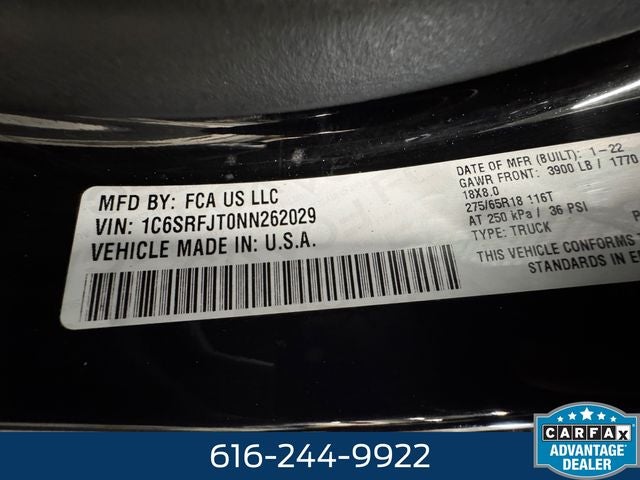 MFD BY: FCA US LLC
VIN: 1C6SRFJT0NN262029
VEHICLE MADE IN: U.S.A.
DATE OF MFR (BUILT): 1-22
GAWR FRONT: 3900 LB / 1770
18X8.0
275/65R18 116T
AT 250 kPa / 36 PSI
TYPE: TRUCK
THIS VEHICLE CONFORMS
STANDARDS IN
616-244-9922
CARFAX
ADVANTAGE
DEALER